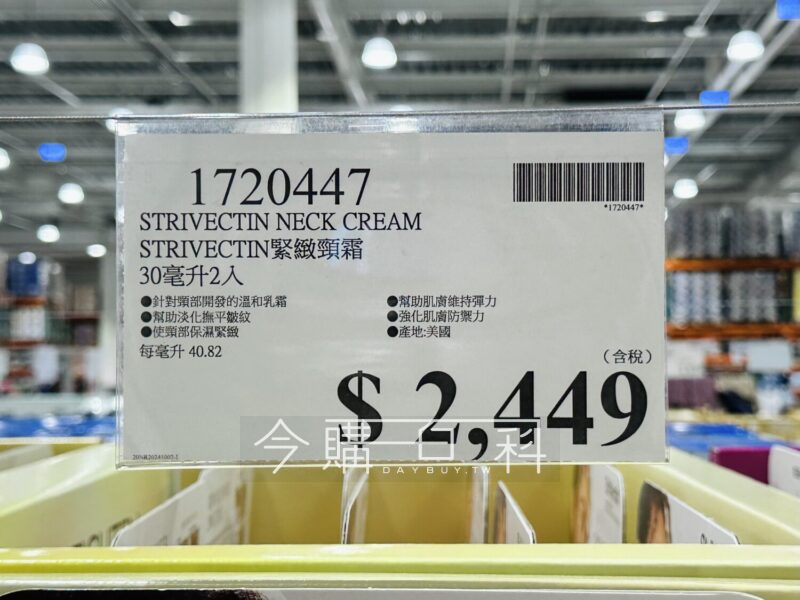 1720447
*1720447*
STRIVECTIN NECK CREAM
STRIVECTIN緊緻頸霜
30毫升2入
●針對頸部開發的溫和乳霜
●幫助淡化撫平皺紋
●使頸部保濕緊緻
●幫助肌膚維持彈力
●強化肌膚防禦力
●產地:美國
每毫升 40.82
(含稅)
$ 2,449
今購百科
DAYBUY.TW